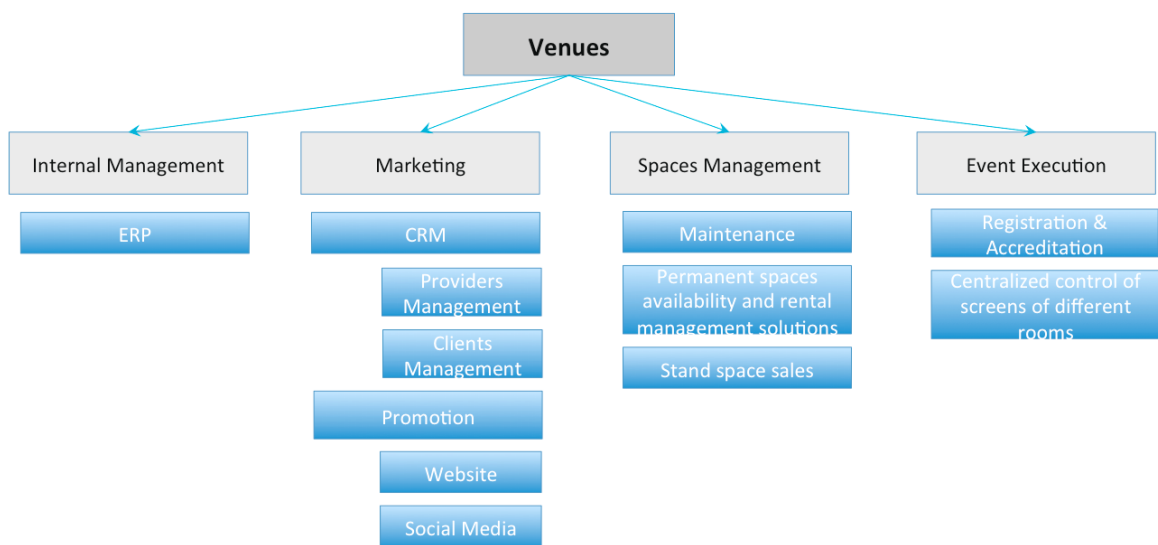 Venues
Internal Management
ERP
Marketing
CRM
Providers
Management
Clients
Management
Promotion
Website
Social Media
Spaces Management
Maintenance
Permanent spaces
availability and rental
management solutions
Stand space sales
Event Execution
Registration &
Accreditation
Centralized control of
screens of different
rooms